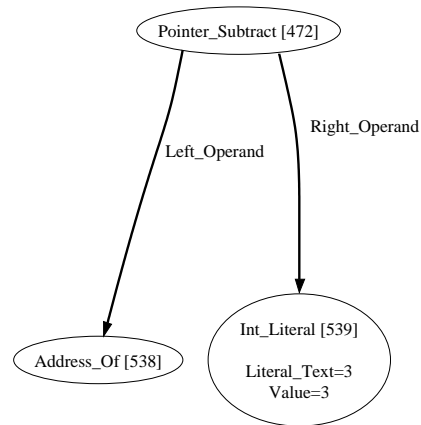 Pointer_Subtract [472]
Right_Operand
Left_Operand
Int_Literal [539]
Address_Of [538]
Literal_Text=3
Value=3